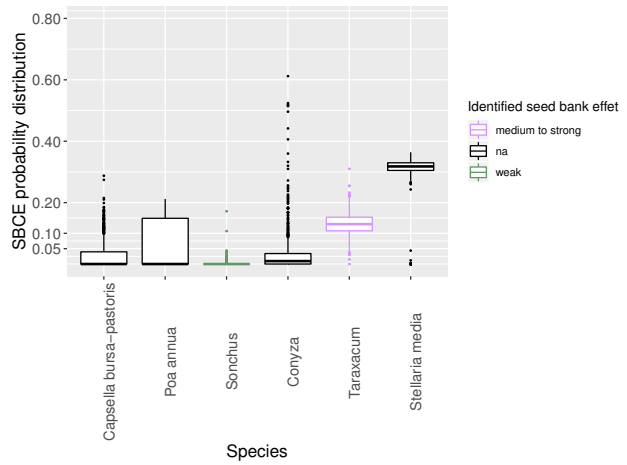 SBCE probability distribution
0.80
0.60
0.40
0.20
0.10
0.05
Capsella bursa−pastoris
Poa annua
Sonchus
Conyza
Taraxacum
Stellaria media
Species
Identified seed bank effet
medium to strong
na
weak